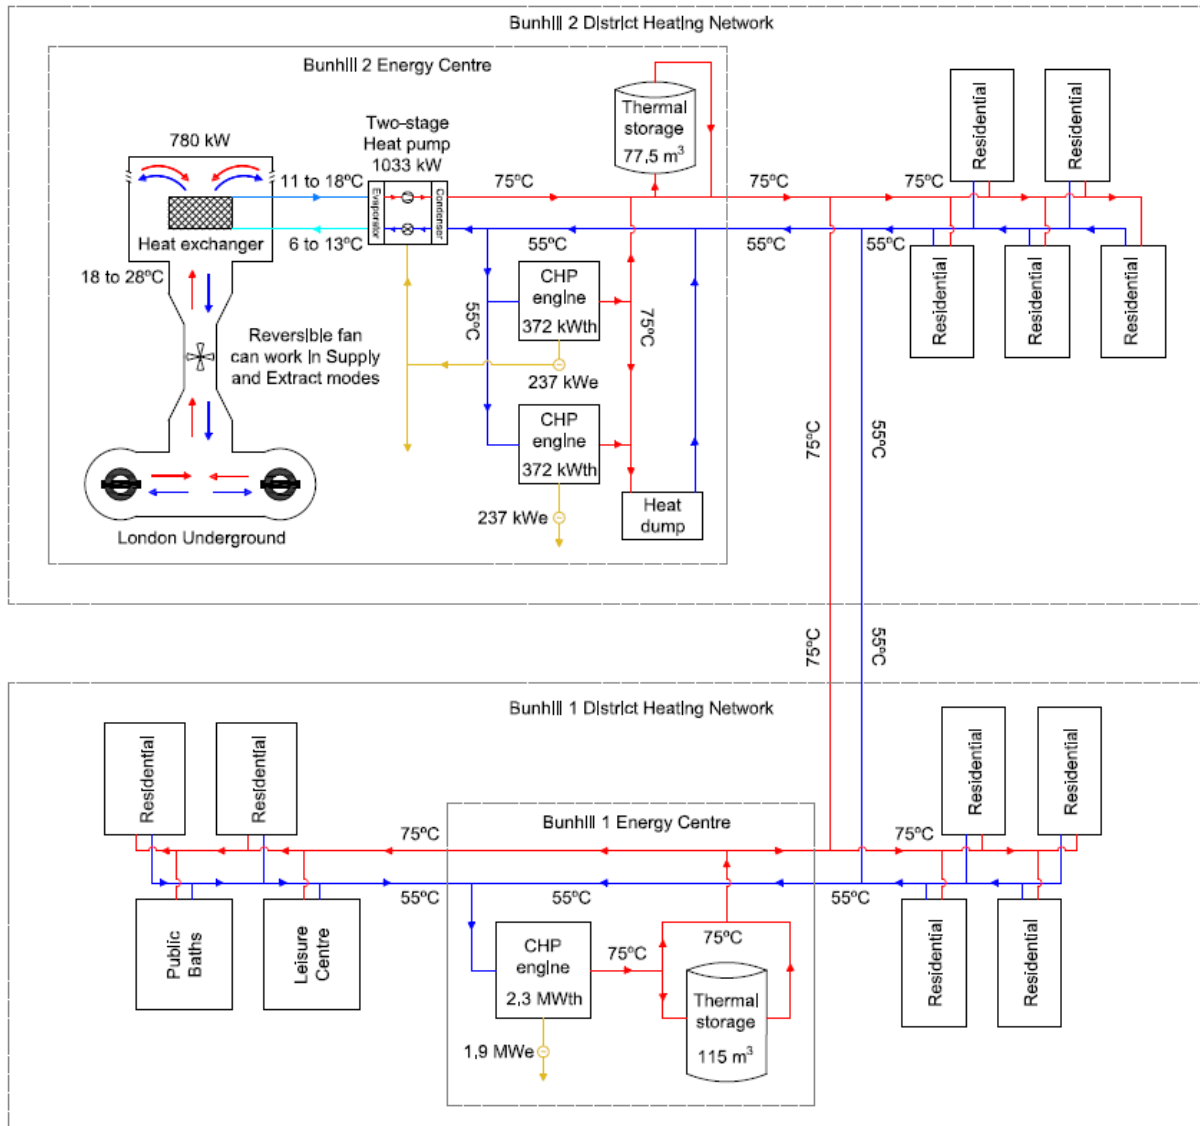 Bunhill 2 District Heating Network
Bunhill 2 Energy Centre
780 kW
Two-stage
Heat pump
1033 kW
Thermal
storage
77,5 m³
Residential
Residential
11 to 18ºC
Evaporator
Condenser
75ºC
75ºC
75ºC
Heat exchanger
6 to 13ºC
55ºC
55ºC
55ºC
18 to 28ºC
CHP
engine
372 kWth
55ºC
75ºC
Residential
Residential
Residential
Reversible fan
can work in Supply
and Extract modes
237 kWe
CHP
engine
372 kWth
75ºC
55ºC
237 kWe
Heat
dump
London Underground
75ºC
55ºC
Bunhill 1 District Heating Network
Residential
Residential
Residential
Residential
Bunhill 1 Energy Centre
75ºC
75ºC
55ºC
55ºC
55ºC
Public
Baths
Leisure
Centre
CHP
engine
2,3 MWth
75ºC
75ºC
Thermal
storage
115 m³
Residential
Residential
1,9 MWe